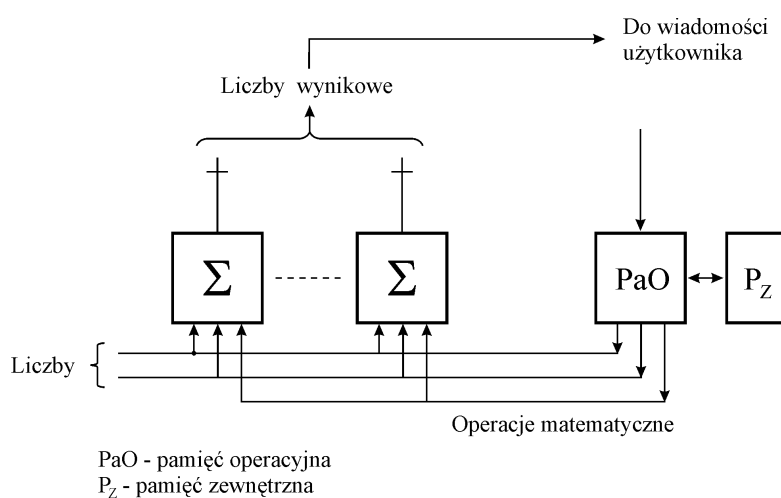 Do wiadomości
użytkownika
Liczby wynikowe
Σ
Σ
PaO
P_Z
Liczby
Operacje matematyczne
PaO - pamięć operacyjna
P_Z - pamięć zewnętrzna